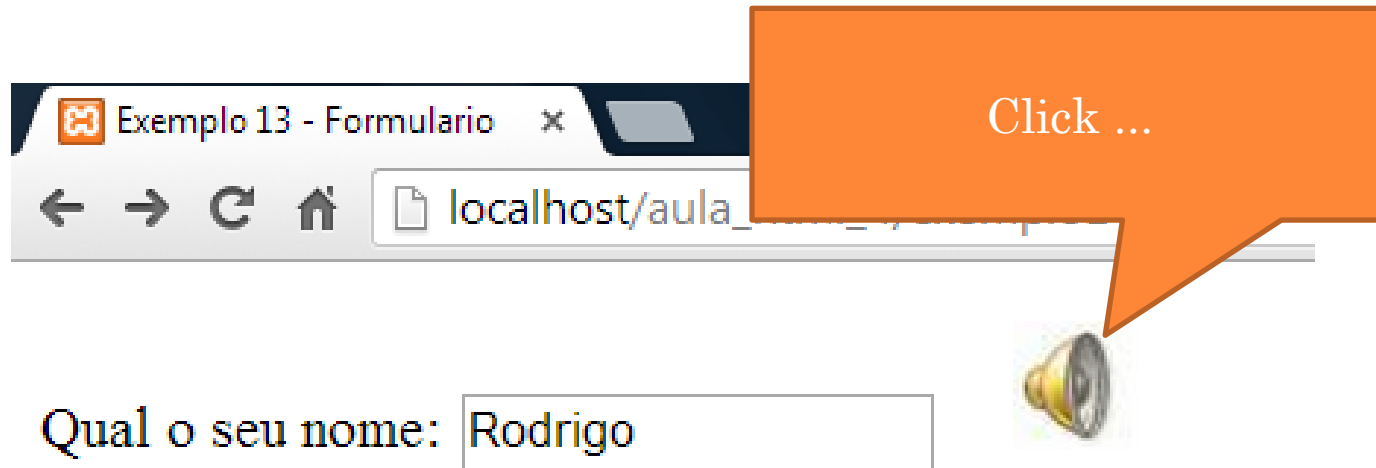 Click ...
Exemplo 13 - Formulario
localhost/aula_
Qual o seu nome: Rodrigo